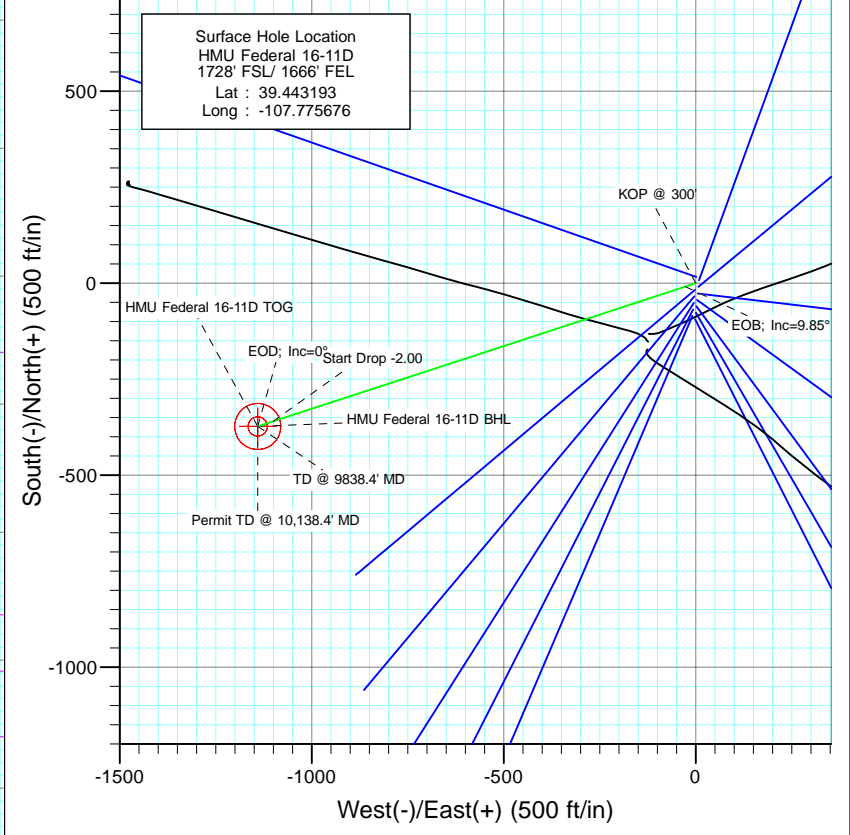 Surface Hole Location
HMU Federal 16-11D
1728' FSL/ 1666' FEL
Lat : 39.443193
Long : -107.775676
500
KOP @ 300'
0
HMU Federal 16-11D TOG
EOB; Inc=9.85°
EOD; Inc=0°
Start Drop -2.00
HMU Federal 16-11D BHL
South(-)/North(+) (500 ft/in)
-500
TD @ 9838.4' MD
Permit TD @ 10,138.4' MD
-1000
-1500
-1000
-500
0
West(-)/East(+) (500 ft/in)